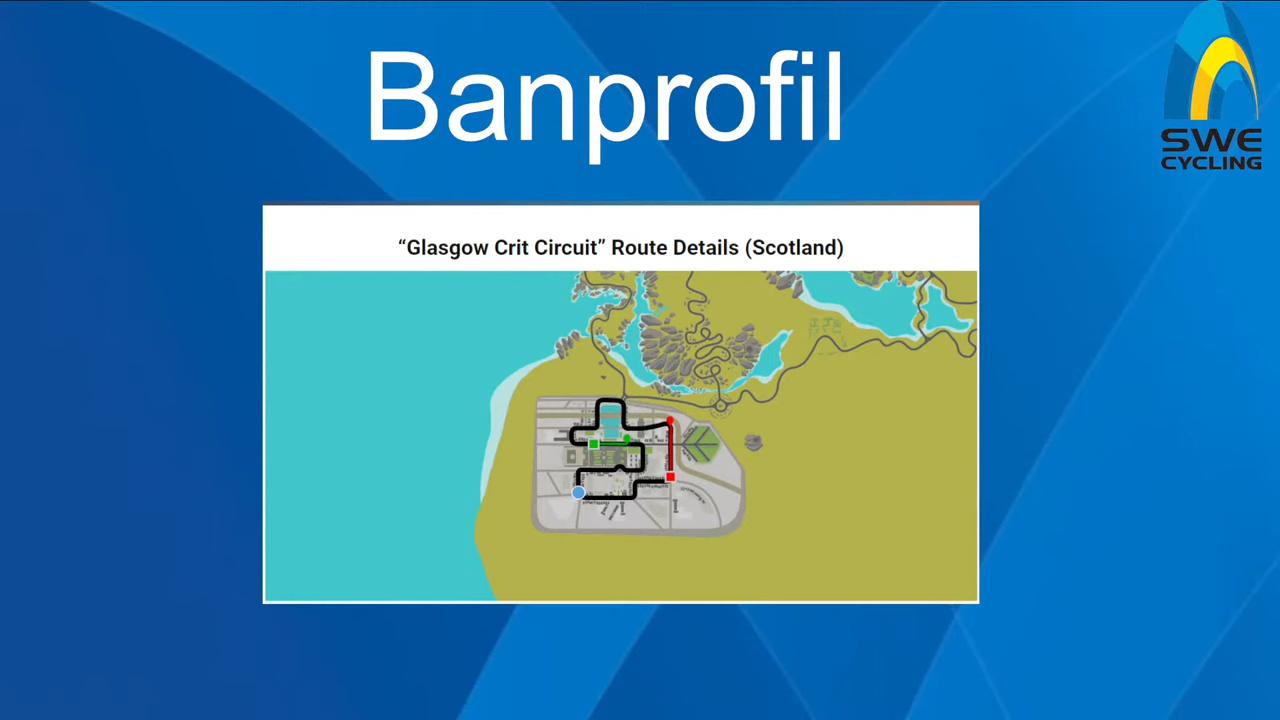 Banprofil
SWE
CYCLING
“Glasgow Crit Circuit” Route Details (Scotland)